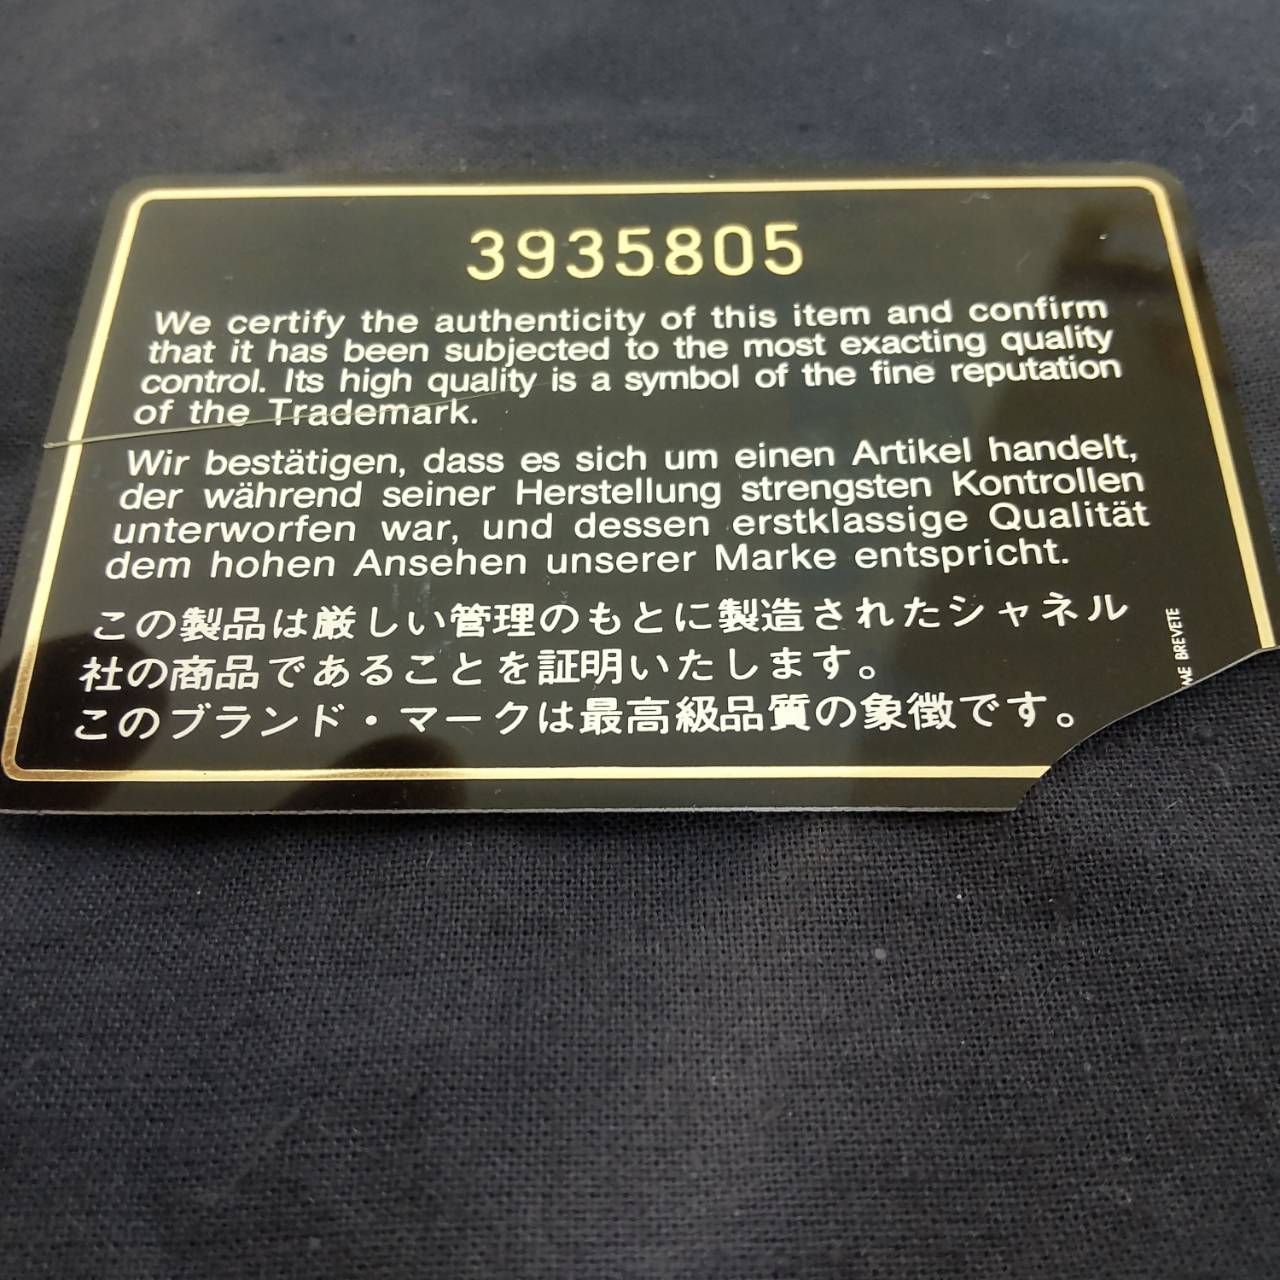 3935805
We certify the authenticity of this item and confirm
that it has been subjected to the most exacting quality
control. Its high quality is a symbol of the fine reputation
of the Trademark.
Wir bestätigen, dass es sich um einen Artikel handelt,
der während seiner Herstellung strengsten Kontrollen
unterworfen war, und dessen erstklassige Qualität
dem hohen Ansehen unserer Marke entspricht.
この製品は厳しい管理のもとに製造されたシャネル
社の商品であることを証明いたします。
このブランド・マークは最高級品質の象徴です。
ME BREVETE